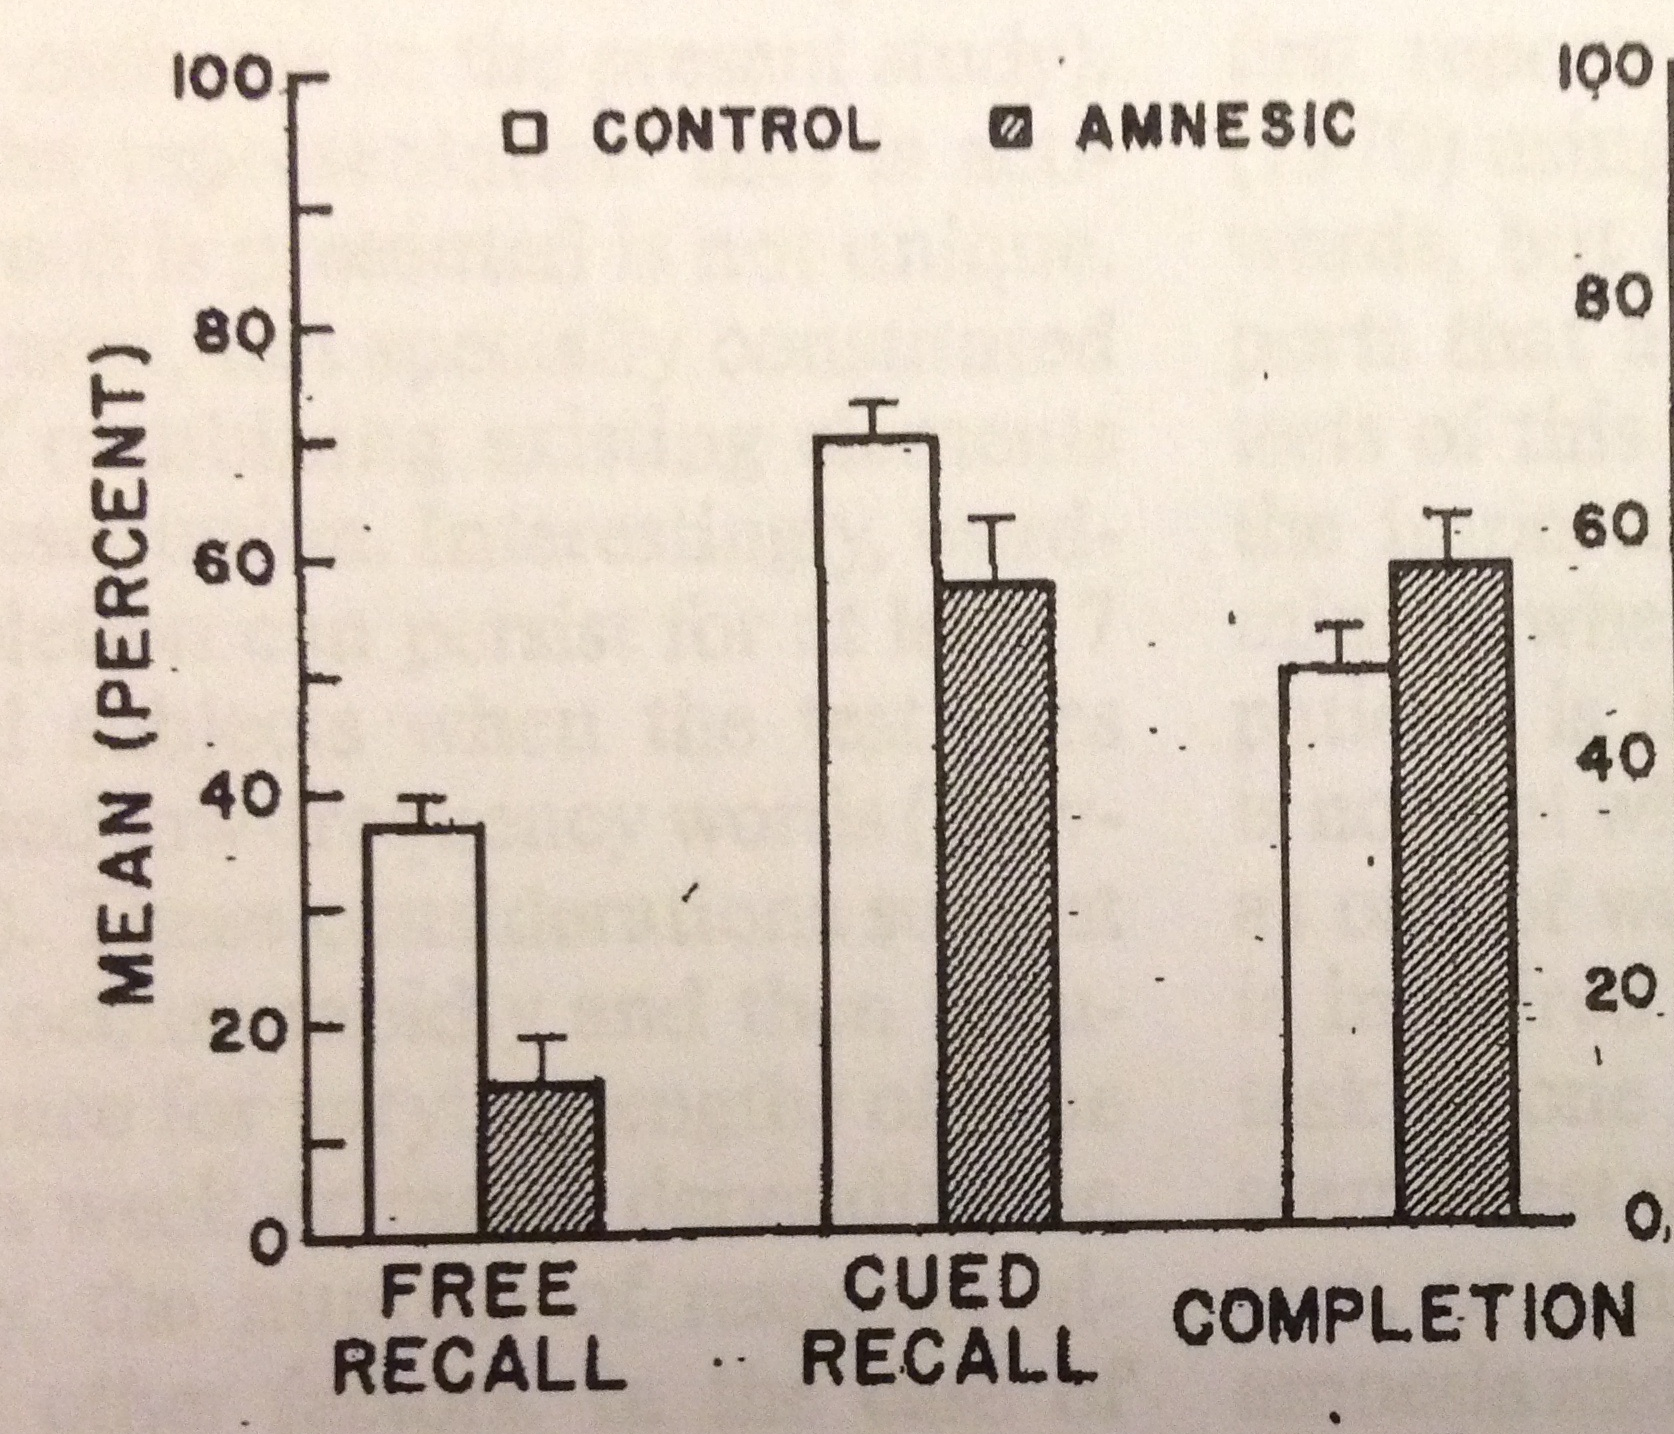 100
CONTROL AMNESIC
80
60
40
20
0
MEAN (PERCENT)
FREE RECALL
CUED RECALL
COMPLETION
100
80
60
40
20
0